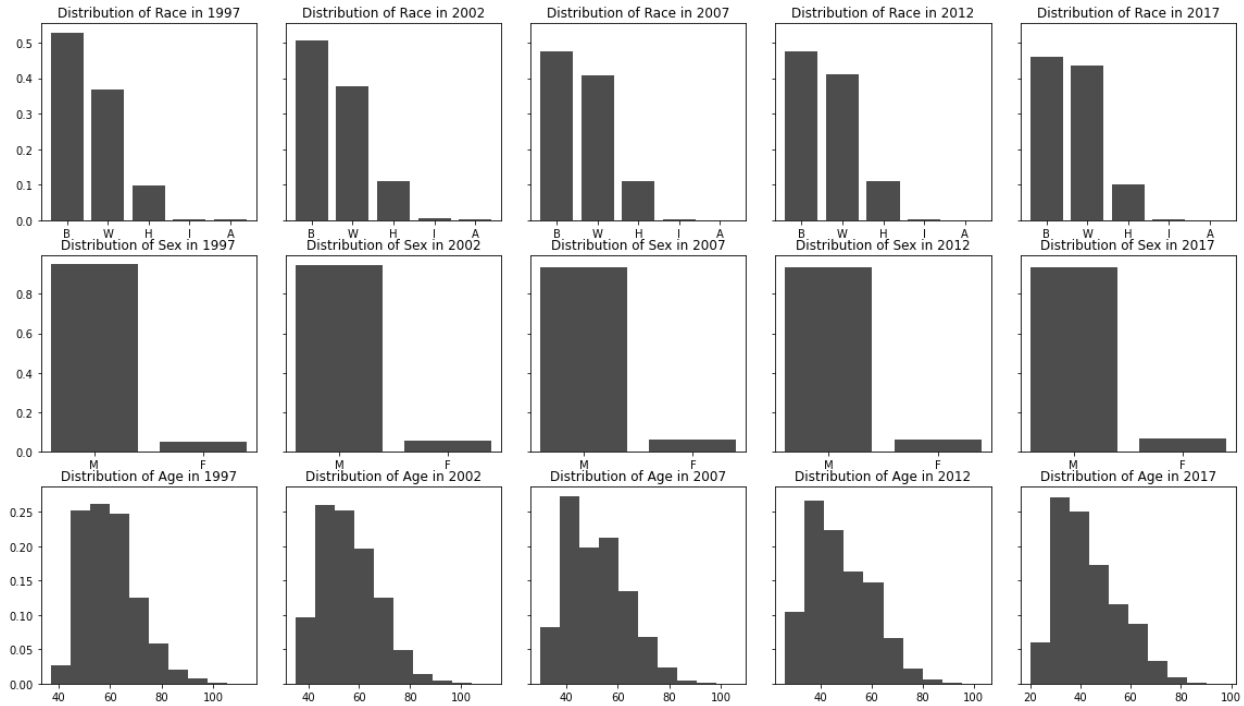 Distribution of Race in 1997 Distribution of Race in 2002 Distribution of Race in 2007 Distribution of Race in 2012 Distribution of Race in 2017
0.5
0.4
0.3
0.2
0.1
0.0
B W H I A B W H I A B W H I A B W H I A B W H I A
Distribution of Sex in 1997 Distribution of Sex in 2002 Distribution of Sex in 2007 Distribution of Sex in 2012 Distribution of Sex in 2017
0.8
0.6
0.4
0.2
0.0
M F M F M F M F M F
Distribution of Age in 1997 Distribution of Age in 2002 Distribution of Age in 2007 Distribution of Age in 2012 Distribution of Age in 2017
0.25
0.20
0.15
0.10
0.05
0.00
40 60 80 100 40 60 80 100 40 60 80 100 40 60 80 100 20 40 60 80 100